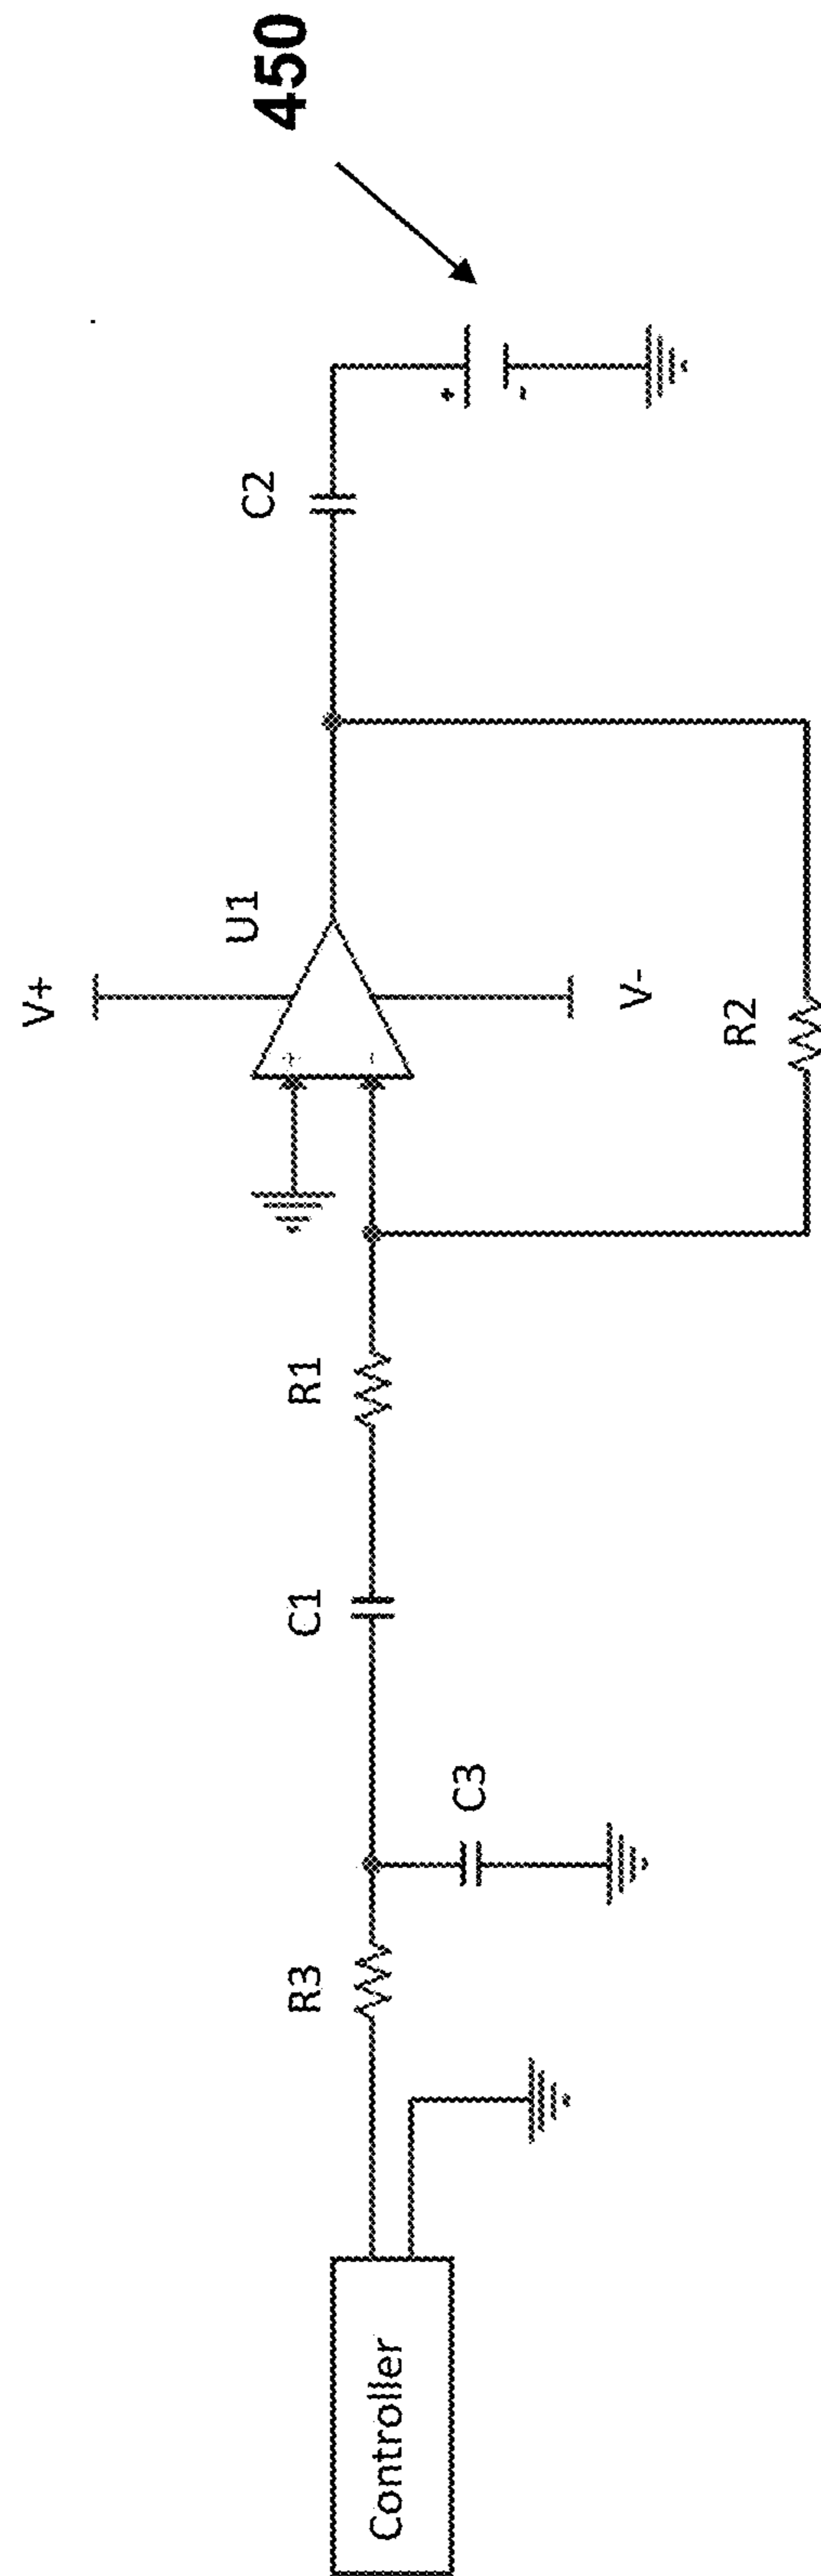 450
V+
U1
C2
+
-
+
-
V-
R2
R1
C1
C3
R3
Controller